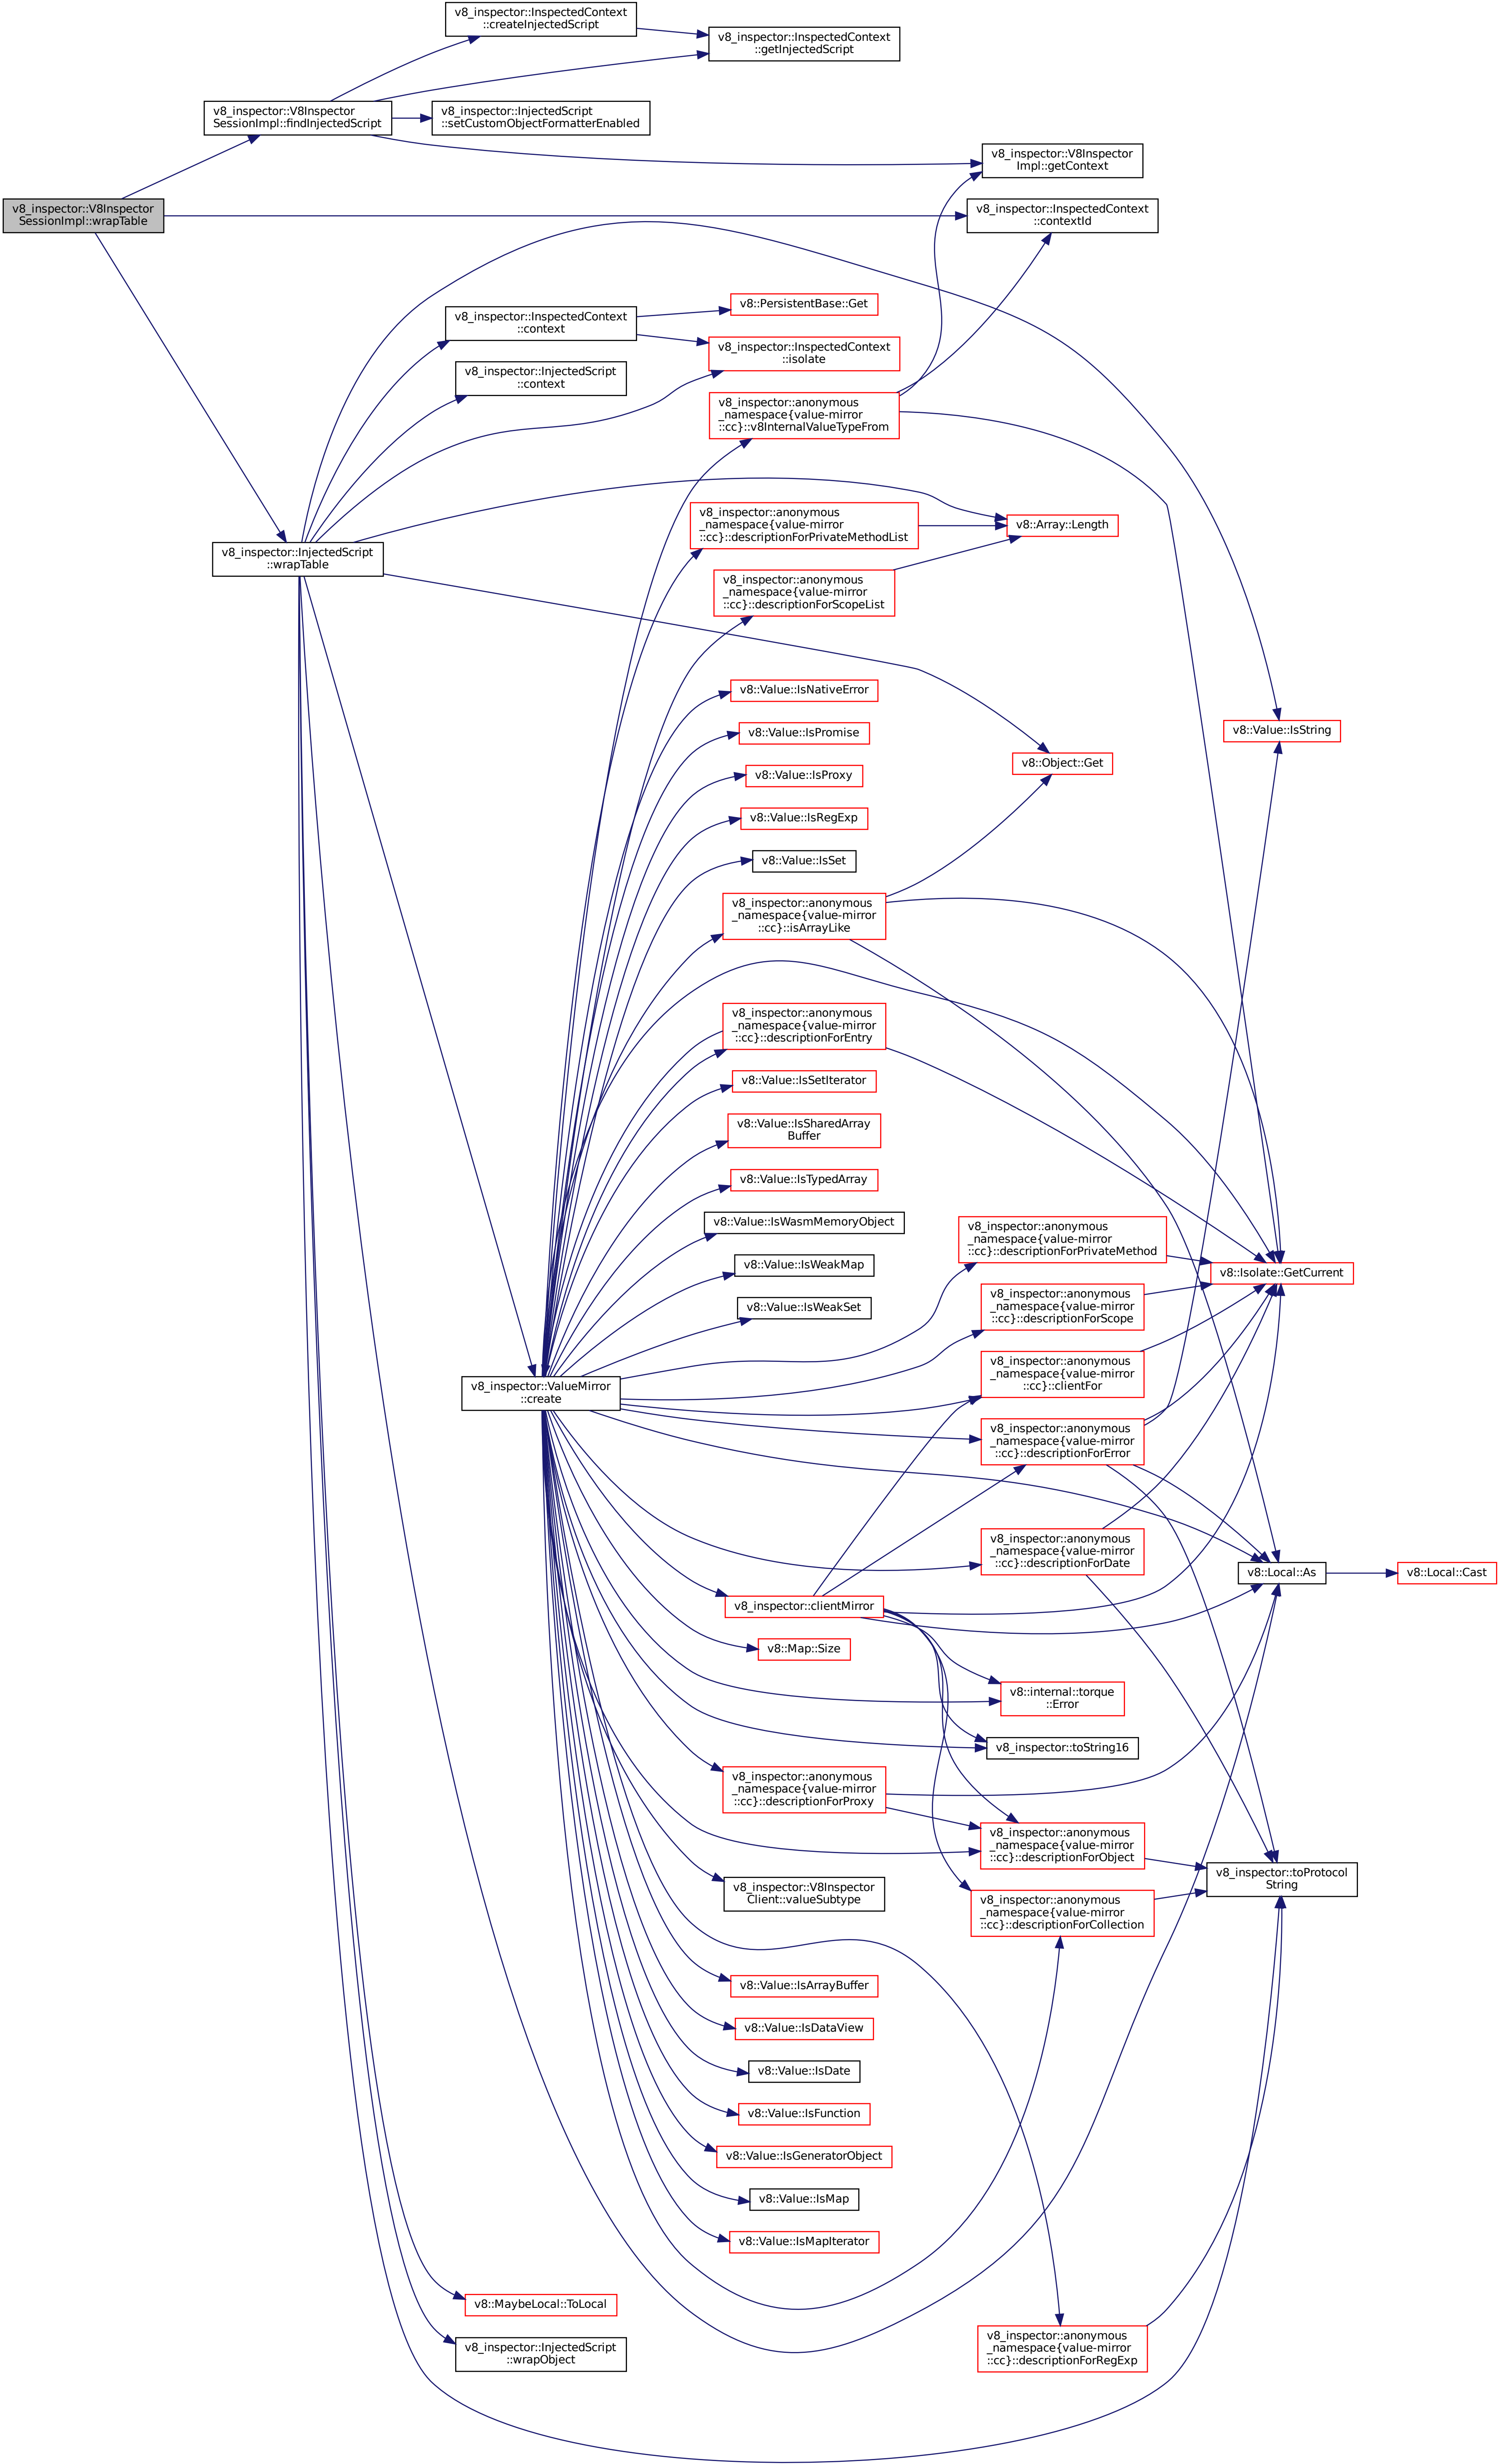 v8_inspector::InspectedContext
::createInjectedScript
v8_inspector::InspectedContext
::getInjectedScript
v8_inspector::V8Inspector
SessionImpl::findInjectedScript
v8_inspector::InjectedScript
::setCustomObjectFormatterEnabled
v8_inspector::V8Inspector
Impl::getContext
v8_inspector::V8Inspector
SessionImpl::wrapTable
v8_inspector::InspectedContext
::contextId
v8::PersistentBase::Get
v8_inspector::InspectedContext
::context
v8_inspector::InspectedContext
::isolate
v8_inspector::InjectedScript
::context
v8_inspector::anonymous
_namespace{value-mirror
::cc}::v8InternalValueTypeFrom
v8_inspector::anonymous
_namespace{value-mirror
::cc}::descriptionForPrivateMethodList
v8::Array::Length
v8_inspector::InjectedScript
::wrapTable
v8_inspector::anonymous
_namespace{value-mirror
::cc}::descriptionForScopeList
v8::Value::IsNativeError
v8::Value::IsString
v8::Value::IsPromise
v8::Object::Get
v8::Value::IsProxy
v8::Value::IsRegExp
v8::Value::IsSet
v8_inspector::anonymous
_namespace{value-mirror
::cc}::isArrayLike
v8_inspector::anonymous
_namespace{value-mirror
::cc}::descriptionForEntry
v8::Value::IsSetIterator
v8::Value::IsSharedArray
Buffer
v8::Value::IsTypedArray
v8::Value::IsWasmMemoryObject
v8_inspector::anonymous
_namespace{value-mirror
::cc}::descriptionForPrivateMethod
v8::Value::IsWeakMap
v8::Isolate::GetCurrent
v8::Value::IsWeakSet
v8_inspector::anonymous
_namespace{value-mirror
::cc}::descriptionForScope
v8_inspector::anonymous
_namespace{value-mirror
::cc}::clientFor
v8_inspector::ValueMirror
::create
v8_inspector::anonymous
_namespace{value-mirror
::cc}::descriptionForError
v8_inspector::anonymous
_namespace{value-mirror
::cc}::descriptionForDate
v8::Local::As
v8::Local::Cast
v8_inspector::clientMirror
v8::Map::Size
v8::internal::torque
::Error
v8_inspector::toString16
v8_inspector::anonymous
_namespace{value-mirror
::cc}::descriptionForProxy
v8_inspector::anonymous
_namespace{value-mirror
::cc}::descriptionForObject
v8_inspector::toProtocol
String
v8_inspector::V8Inspector
Client::valueSubtype
v8_inspector::anonymous
_namespace{value-mirror
::cc}::descriptionForCollection
v8::Value::IsArrayBuffer
v8::Value::IsDataView
v8::Value::IsDate
v8::Value::IsFunction
v8::Value::IsGeneratorObject
v8::Value::IsMap
v8::Value::IsMapIterator
v8::MaybeLocal::ToLocal
v8_inspector::InjectedScript
::wrapObject
v8_inspector::anonymous
_namespace{value-mirror
::cc}::descriptionForRegExp